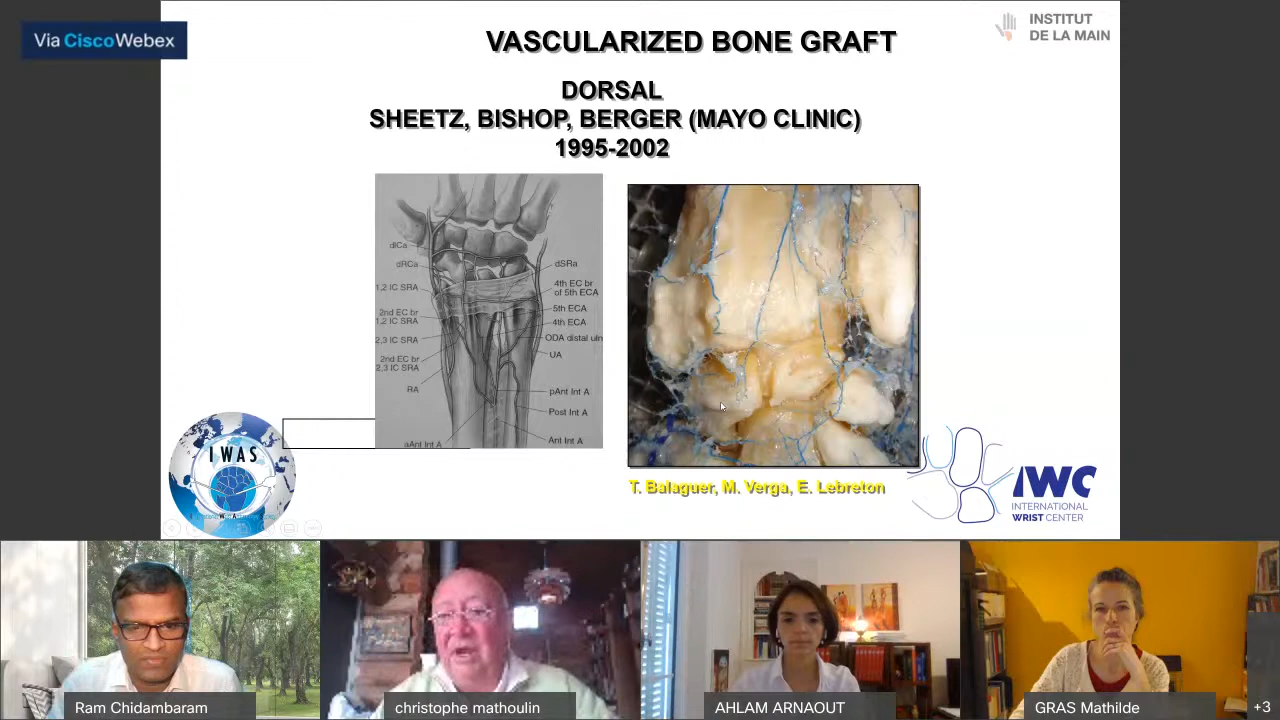 Via Cisco Webex
INSTITUT
DE LA MAIN
VASCULARIZED BONE GRAFT
DORSAL
SHEETZ, BISHOP, BERGER (MAYO CLINIC)
1995-2002
dICa
dRCa
1,2 IC SRA
2nd EC br
1,2 IC SRA
2,3 IC SRA
2nd EC br
2,3 IC SRA
RA
aAnt Int A
dSRa
4th EC br
of 5th ECA
5th ECA
4th ECA
ODA distal uln
UA
pAnt Int A
Post Int A
Ant Int A
IWAS
T. Balaguer, M. Verga, E. Lebreton
IWC
INTERNATIONAL
WRIST CENTER
Ram Chidambaram
christophe mathoulin
AHLAM ARNAOUT
GRAS Mathilde
+3